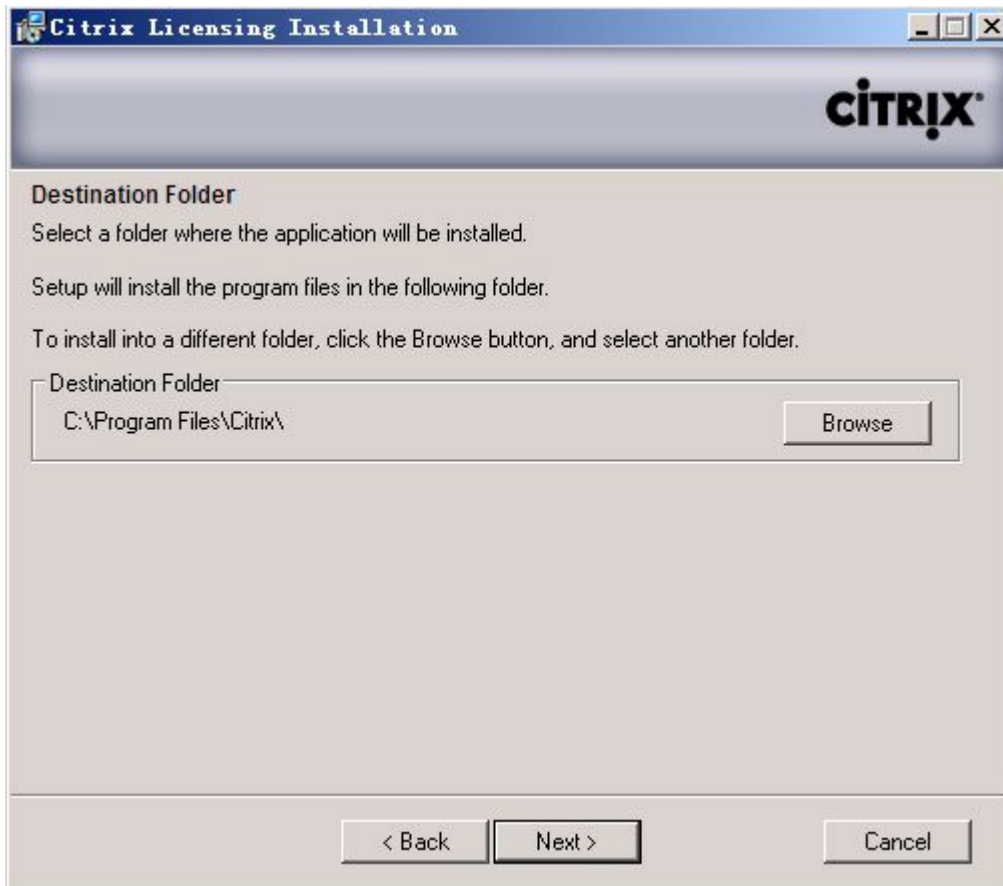 Citrix Licensing Installation
CİTRIX
Destination Folder
Select a folder where the application will be installed.
Setup will install the program files in the following folder.
To install into a different folder, click the Browse button, and select another folder.
Destination Folder
C:\Program Files\Citrix\
Browse
< Back
Next >
Cancel